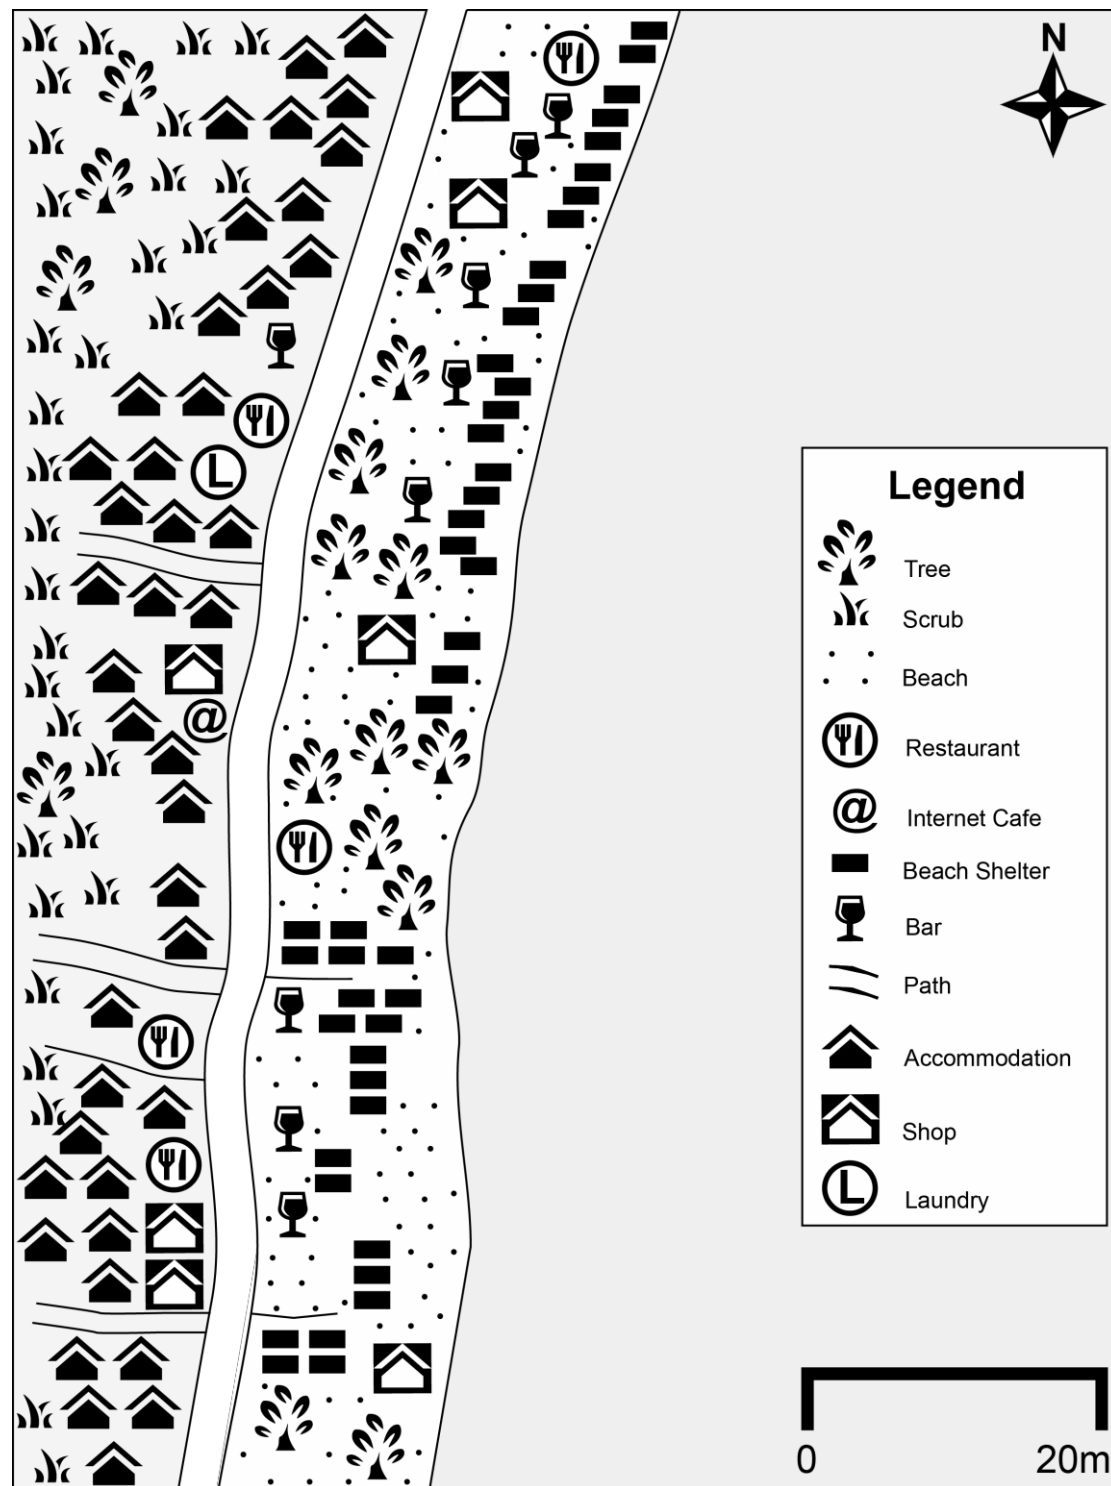 N
L
@
Legend
Tree
Scrub
Beach
Restaurant
@ Internet Cafe
Beach Shelter
Bar
Path
Accommodation
Shop
L Laundry
0 20m